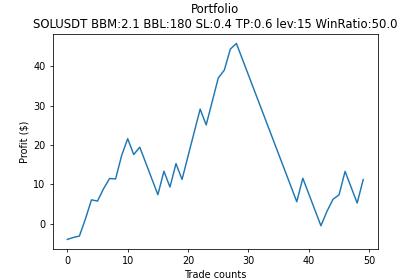 Portfolio
SOLUSDT BBM:2.1 BBL:180 SL:0.4 TP:0.6 lev:15 WinRatio:50.0
Profit ($)
40
30
20
10
0
0 10 20 30 40 50
Trade counts